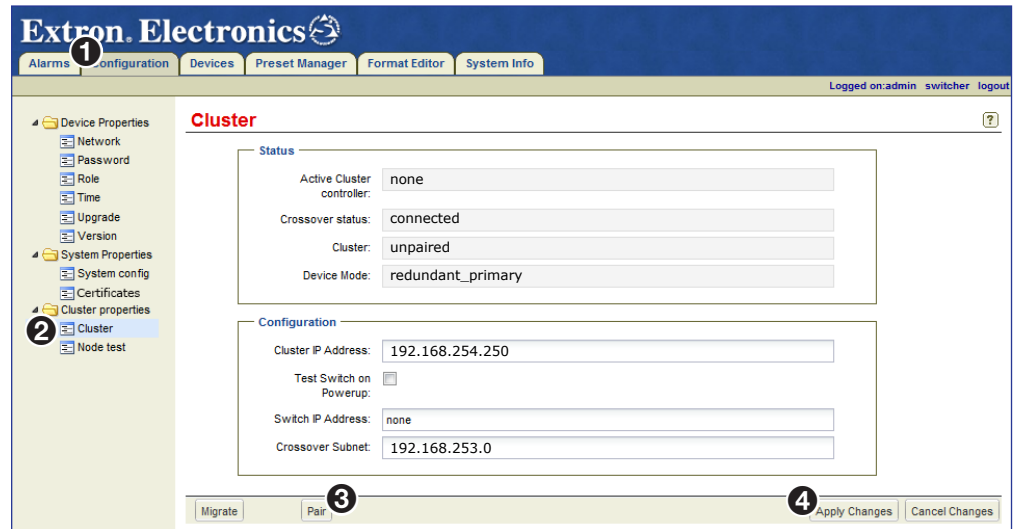 Extron. Electronics
1
Alarms Configuration Devices Preset Manager Format Editor System Info
Logged on:admin switcher logout
Device Properties
Network
Password
Role
Time
Upgrade
Version
System Properties
System config
Certificates
Cluster properties
2
Cluster
Node test
Cluster
?
Status
Active Cluster
controller:
none
Crossover status: connected
Cluster: unpaired
Device Mode: redundant_primary
Configuration
Cluster IP Address: 192.168.254.250
Test Switch on
Powerup:
Switch IP Address: none
Crossover Subnet: 192.168.253.0
3
4
Migrate Pair Apply Changes Cancel Changes